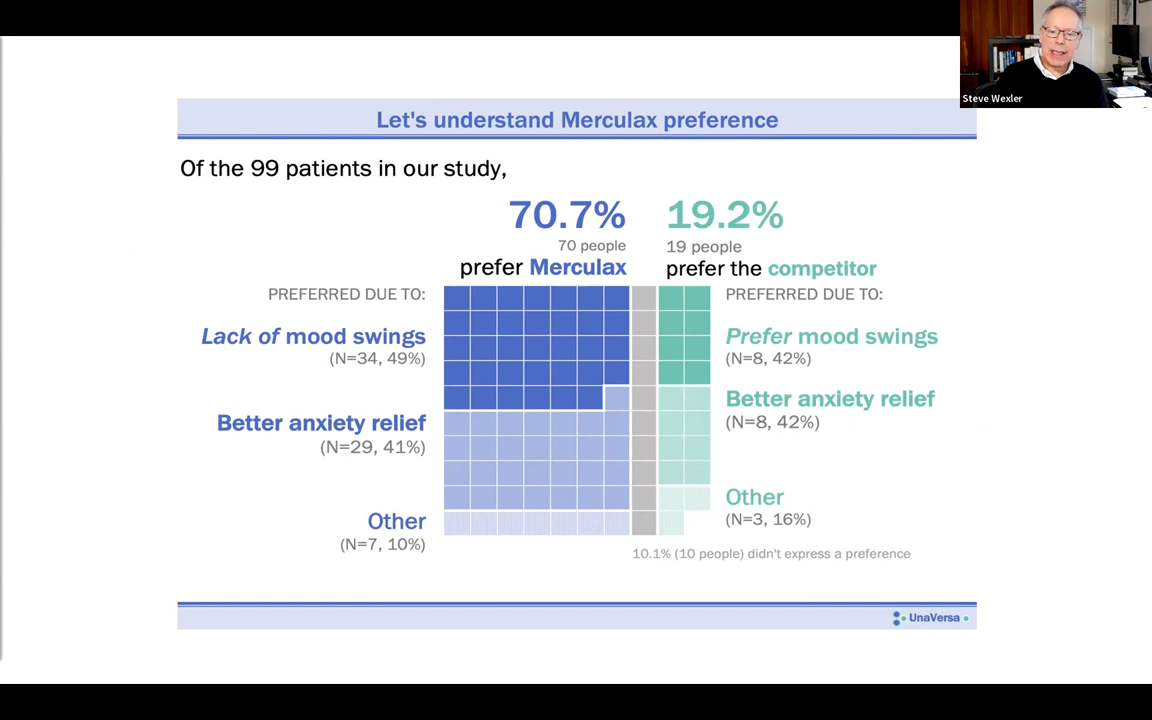 Steve Wexler
Let's understand Merculax preference
Of the 99 patients in our study,
70.7%
70 people
prefer Merculax
19.2%
19 people
prefer the competitor
PREFERRED DUE TO:
Lack of mood swings
(N=34, 49%)
Better anxiety relief
(N=29, 41%)
Other
(N=7, 10%)
PREFERRED DUE TO:
Prefer mood swings
(N=8, 42%)
Better anxiety relief
(N=8, 42%)
Other
(N=3, 16%)
10.1% (10 people) didn't express a preference
UnaVersa